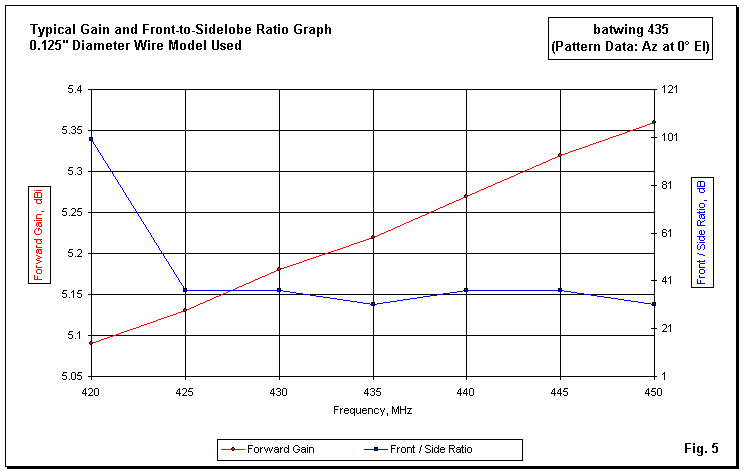 Typical Gain and Front-to-Sidelobe Ratio Graph
0.125" Diameter Wire Model Used
batwing 435
(Pattern Data: Az at 0° El)
5.4
5.35
5.3
5.25
5.2
5.15
5.1
5.05
Forward Gain, dBi
121
101
81
61
41
21
1
Front / Side Ratio, dB
420 425 430 435 440 445 450
Frequency, MHz
Forward Gain Front / Side Ratio
Fig. 5